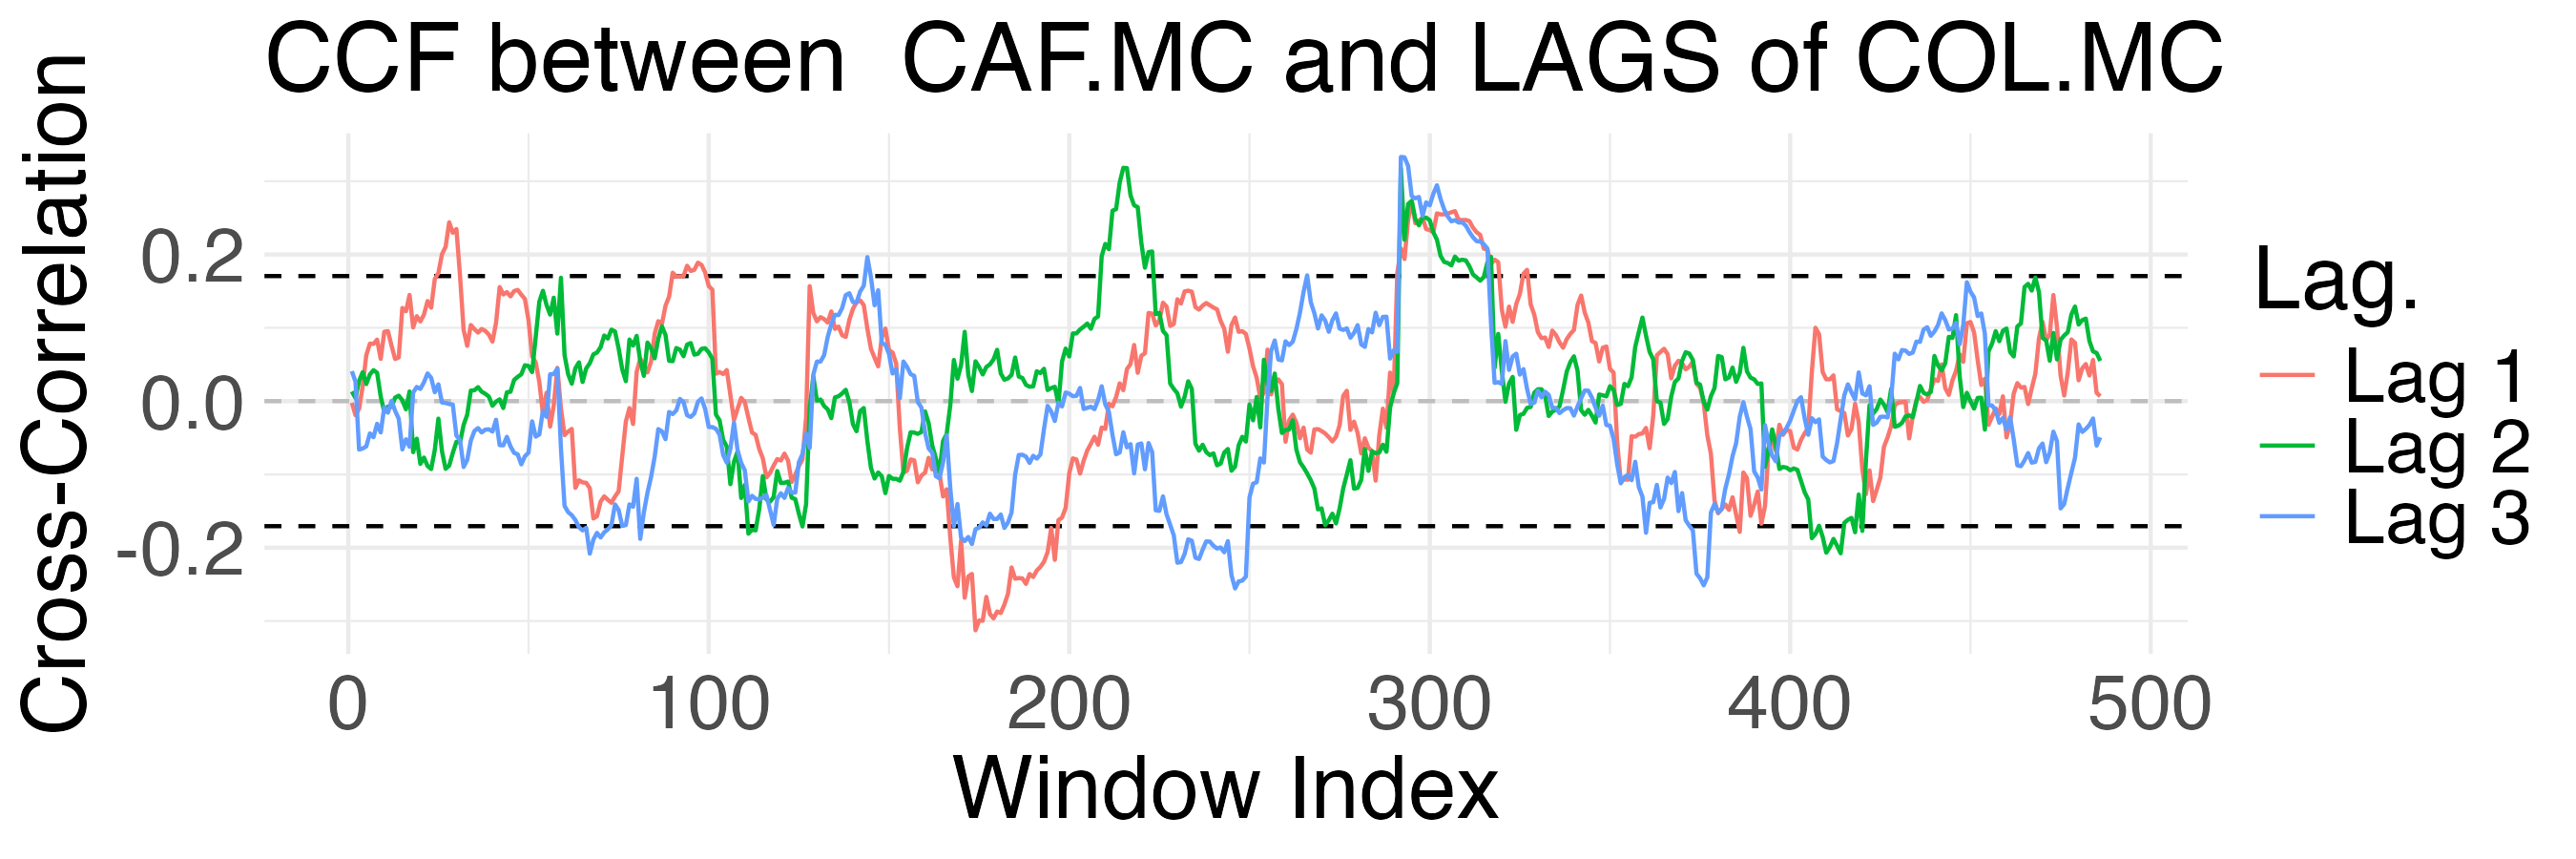 CCF between  CAF.MC and LAGS of COL.MC
Cross-Correlation
0.2
0.0
-0.2
0 100 200 300 400 500
Window Index
Lag.
Lag 1
Lag 2
Lag 3